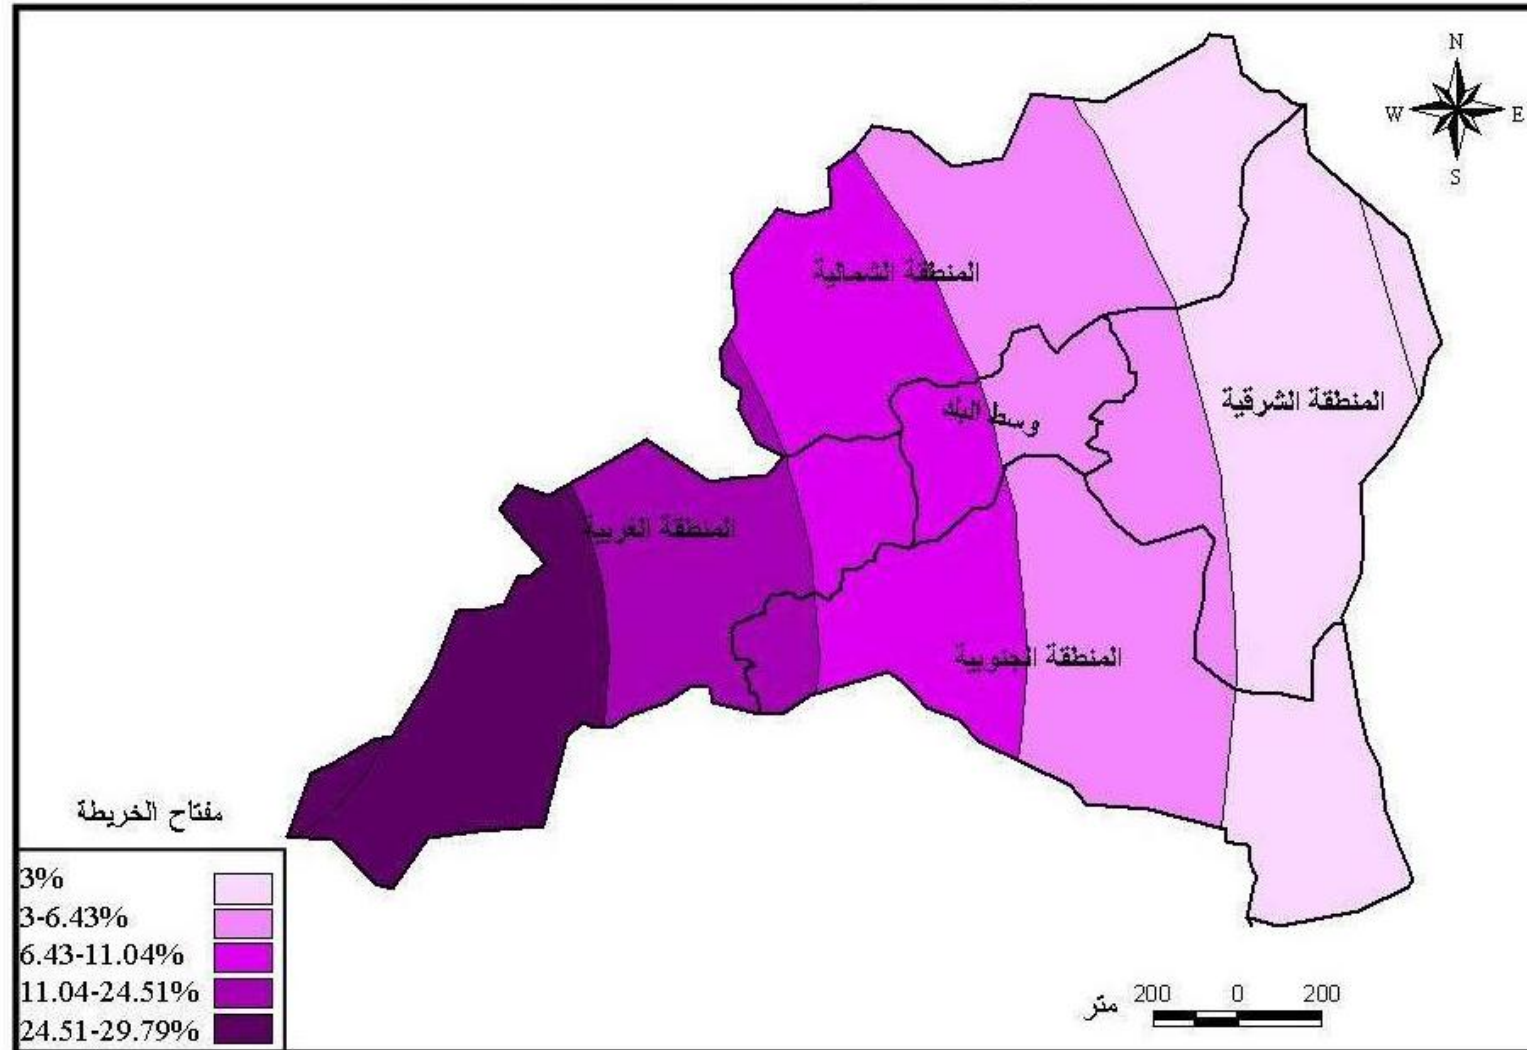 N
W E
S
المنطقة الشمالية
المنطقة الشرقية
وسط البلد
المنطقة الغربية
المنطقة الجنوبية
مفتاح الخريطة
3%
3-6.43%
6.43-11.04%
11.04-24.51%
24.51-29.79%
200 0 200
متر